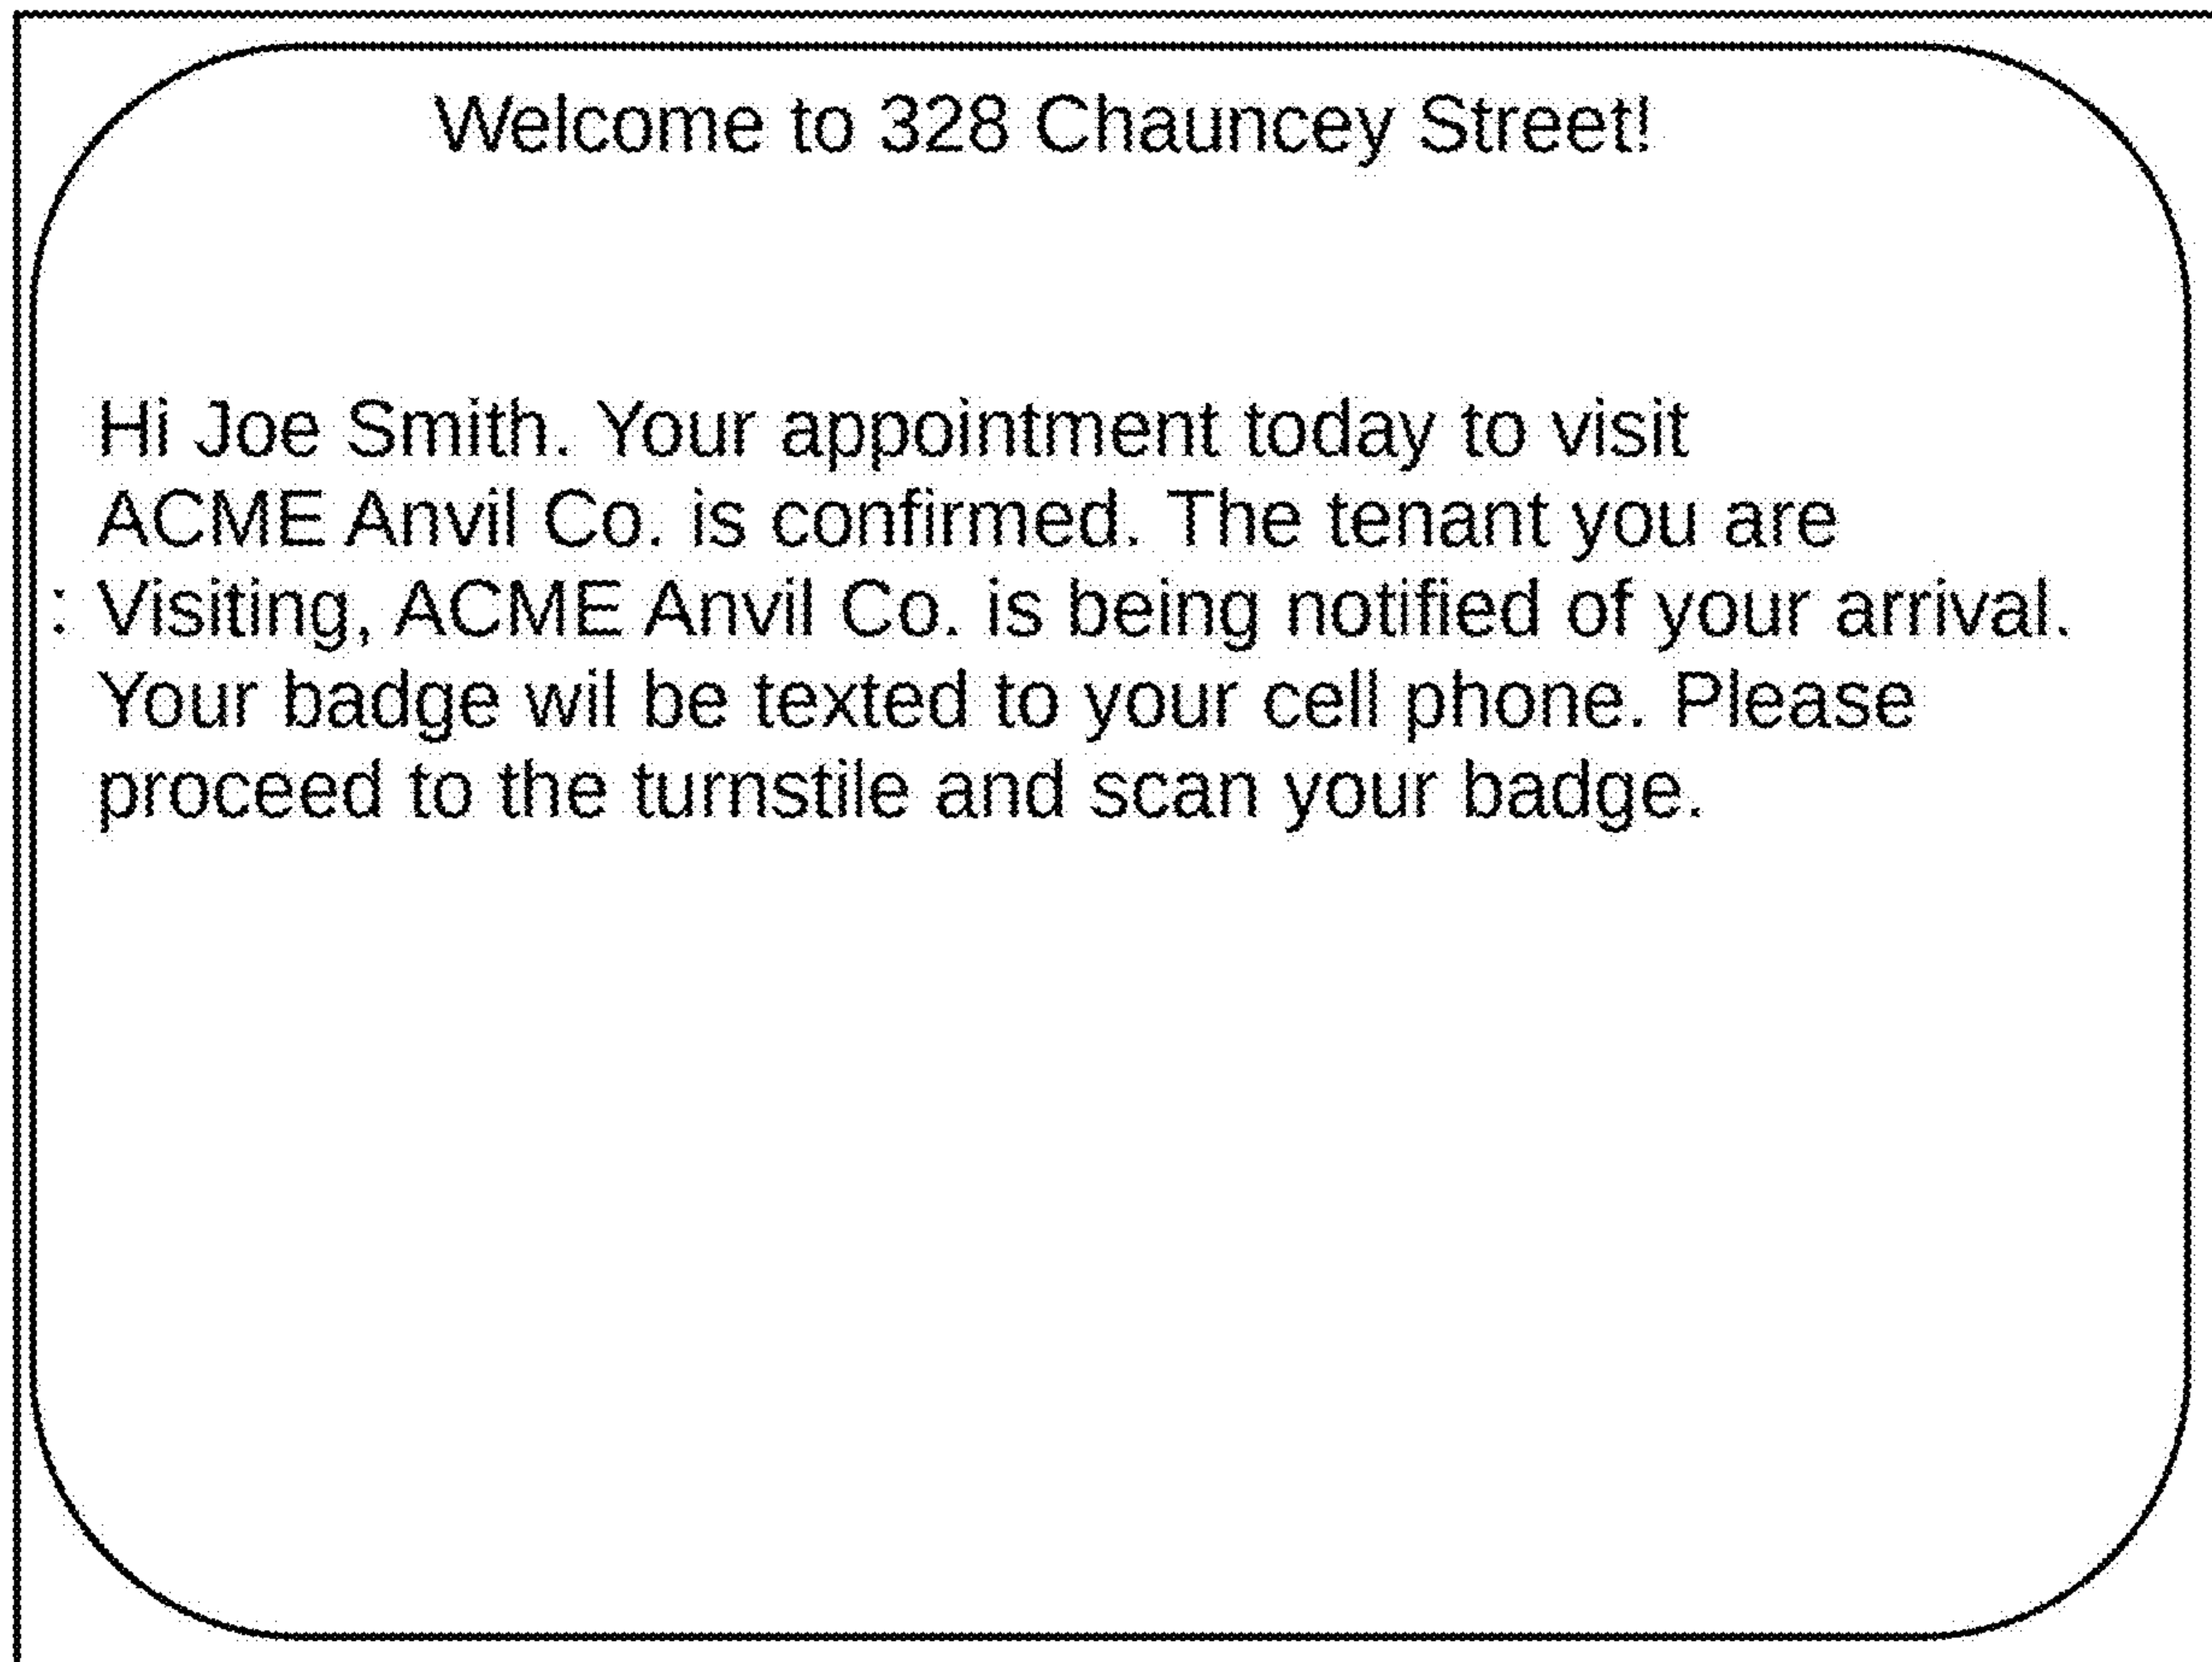 Welcome to 328 Chauncey Street!
Hi Joe Smith. Your appointment today to visit
ACME Anvil Co. is confirmed. The tenant you are
: Visiting, ACME Anvil Co. is being notified of your arrival.
Your badge wil be texted to your cell phone. Please
proceed to the turnstile and scan your badge.